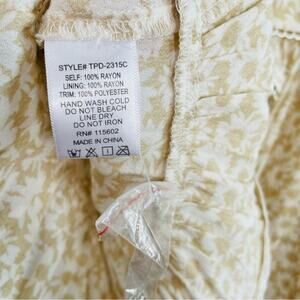 STYLE# TPD-2315C
SELF: 100% RAYON
LINING: 100% RAYON
TRIM: 100% POLYESTER
HAND WASH COLD
DO NOT BLEACH
LINE DRY
DO NOT IRON
RN# 115602
MADE IN CHINA